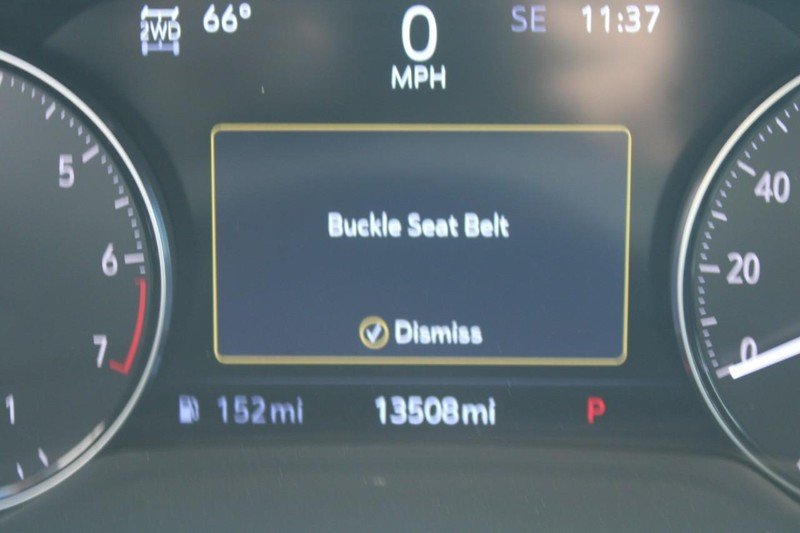 2WD 66° 0 SE 11:37
MPH
5
6
7
1
Buckle Seat Belt
Dismiss
40
20
0
152mi 13508mi P